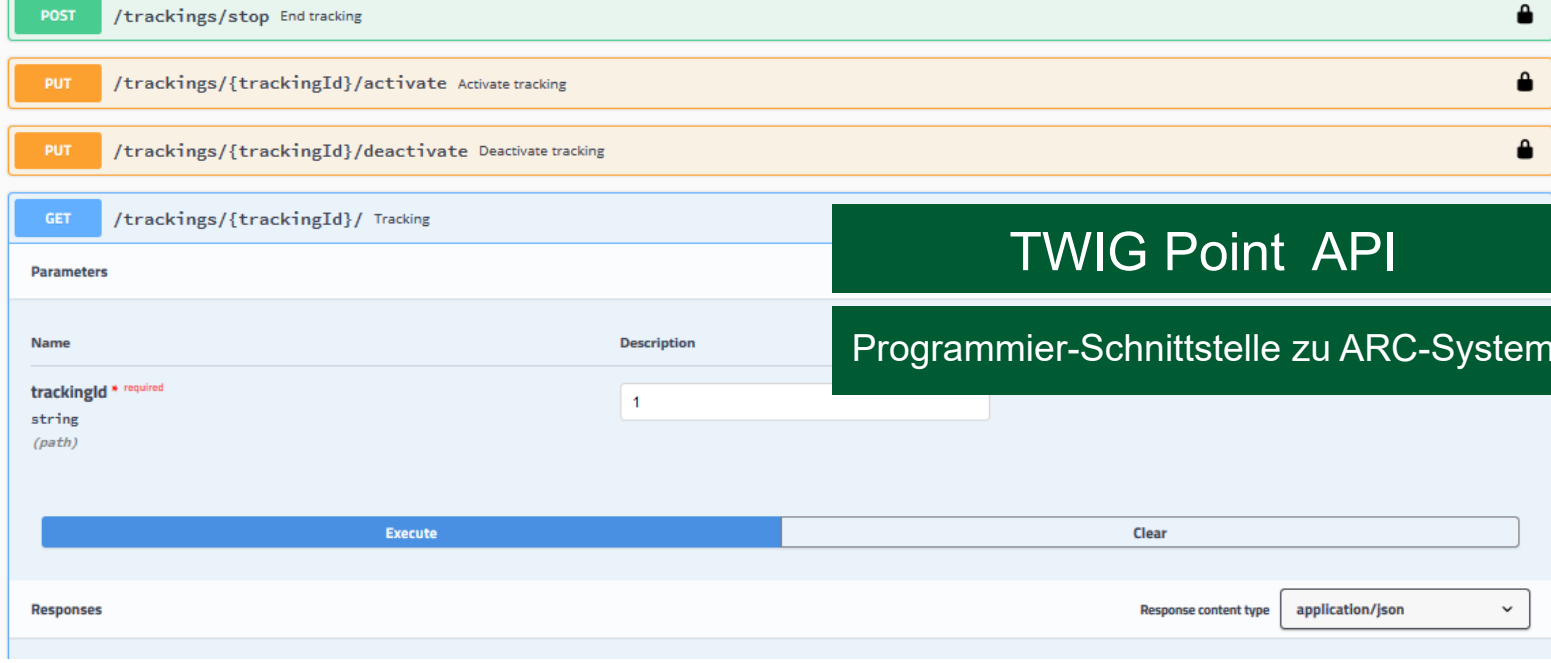 POST /trackings/stop End tracking
PUT /trackings/{trackingId}/activate Activate tracking
PUT /trackings/{trackingId}/deactivate Deactivate tracking
GET /trackings/{trackingId}/ Tracking
TWIG Point API
Parameters
Programmier-Schnittstelle zu ARC-System
Name Description
trackingId * required
1
string
(path)
Execute Clear
Responses Response content type application/json